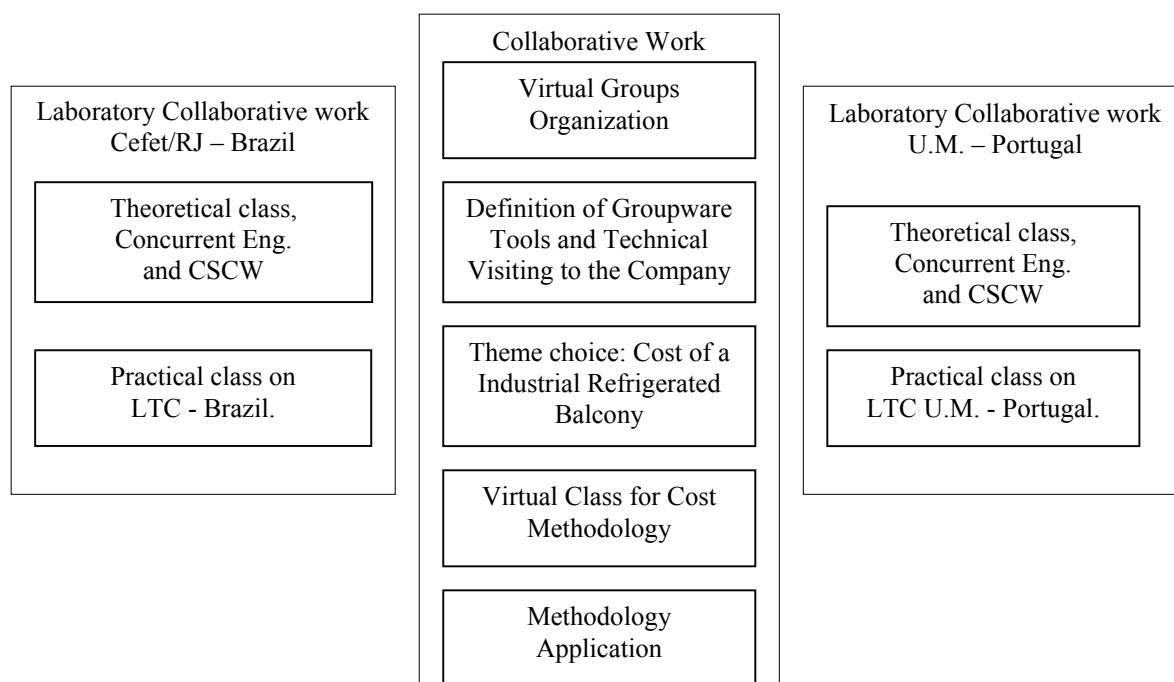 Laboratory Collaborative work
Cefet/RJ – Brazil
Theoretical class,
Concurrent Eng.
and CSCW
Practical class on
LTC - Brazil.
Collaborative Work
Virtual Groups
Organization
Definition of Groupware
Tools and Technical
Visiting to the Company
Theme choice: Cost of a
Industrial Refrigerated
Balcony
Virtual Class for Cost
Methodology
Methodology
Application
Laboratory Collaborative work
U.M. – Portugal
Theoretical class,
Concurrent Eng.
and CSCW
Practical class on
LTC U.M. - Portugal.